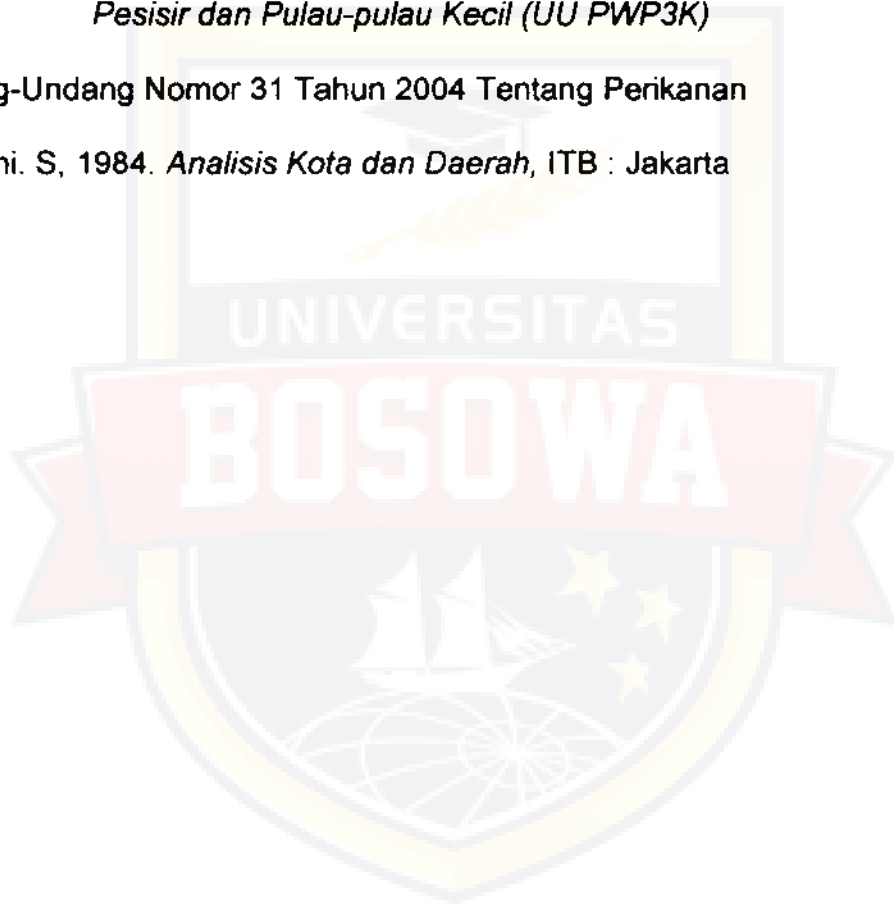 Pesisir dan Pulau-pulau Kecil (UU PWP3K)
g-Undang Nomor 31 Tahun 2004 Tentang Perikanan
ni. S, 1984. Analisis Kota dan Daerah, ITB : Jakarta
UNIVERSITAS
BOSOWA